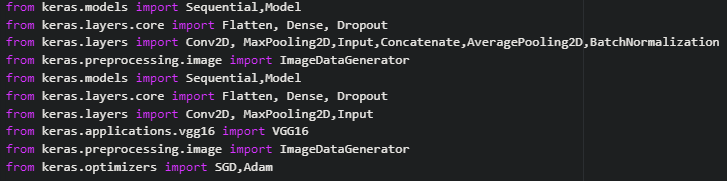 from keras.models import Sequential,Model
from keras.layers.core import Flatten, Dense, Dropout
from keras.layers import Conv2D, MaxPooling2D,Input,Concatenate,AveragePooling2D,BatchNormalization
from keras.preprocessing.image import ImageDataGenerator
from keras.models import Sequential,Model
from keras.layers.core import Flatten, Dense, Dropout
from keras.layers import Conv2D, MaxPooling2D,Input
from keras.applications.vgg16 import VGG16
from keras.preprocessing.image import ImageDataGenerator
from keras.optimizers import SGD,Adam